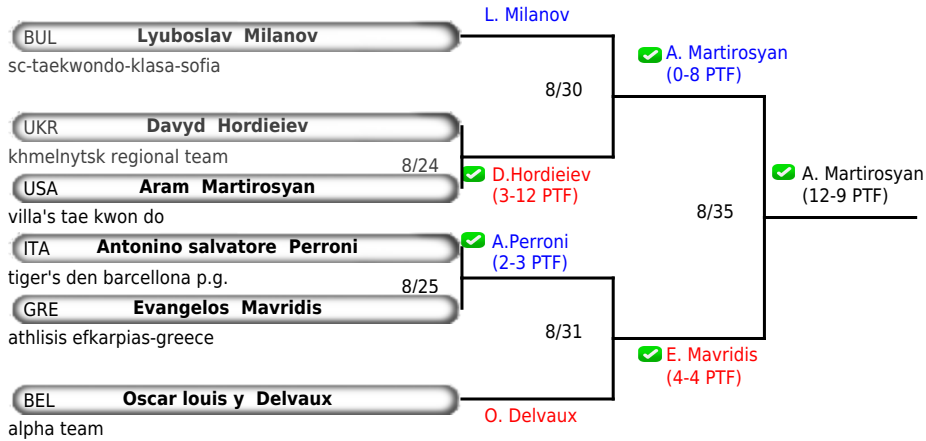 L. Milanov
BUL Lyuboslav Milanov
sc-taekwondo-klasa-sofia
A. Martirosyan
(0-8 PTF)
8/30
UKR Davyd Hordieiev
khmelnytsk regional team
8/24
D.Hordieiev
(3-12 PTF)
USA Aram Martirosyan
villa's tae kwon do
A. Martirosyan
(12-9 PTF)
8/35
ITA Antonino salvatore Perroni
tiger's den barcellona p.g.
A.Perroni
(2-3 PTF)
8/25
GRE Evangelos Mavridis
athlisis efkarpias-greece
8/31
E. Mavridis
(4-4 PTF)
BEL Oscar louis y Delvaux
alpha team
O. Delvaux